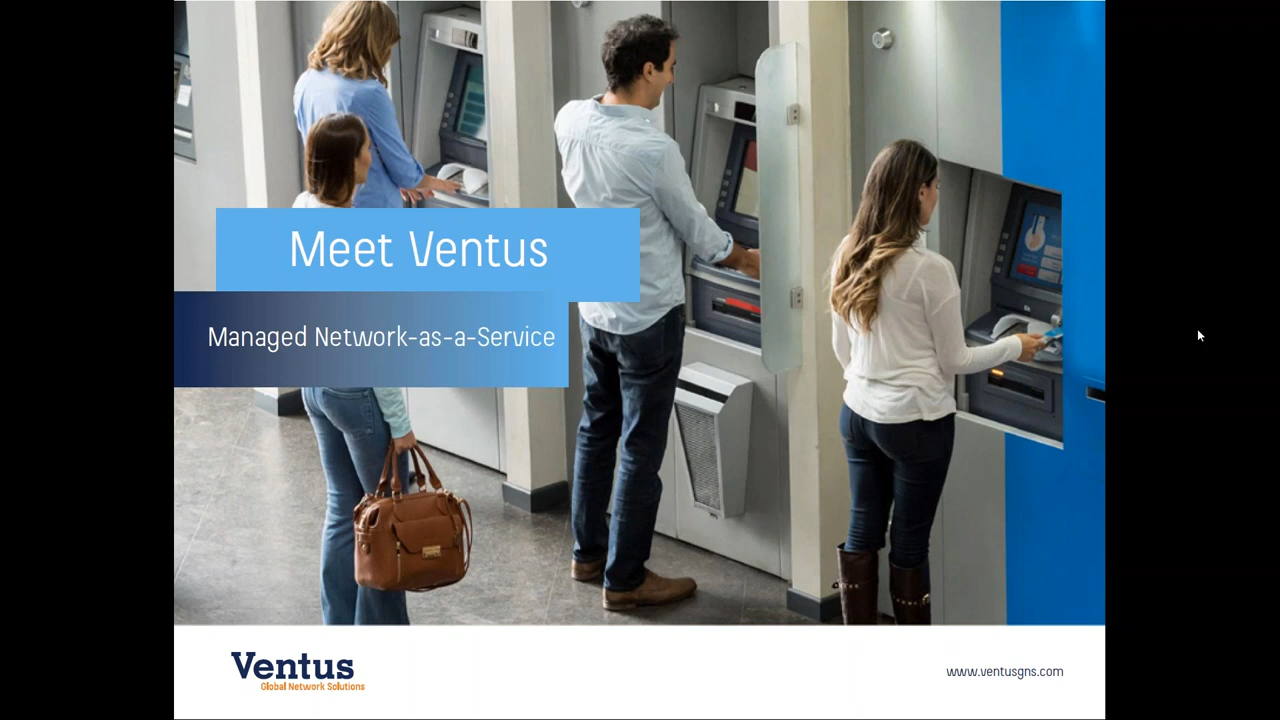 Meet Ventus
Managed Network-as-a-Service
Ventus
Global Network Solutions
www.ventusgns.com